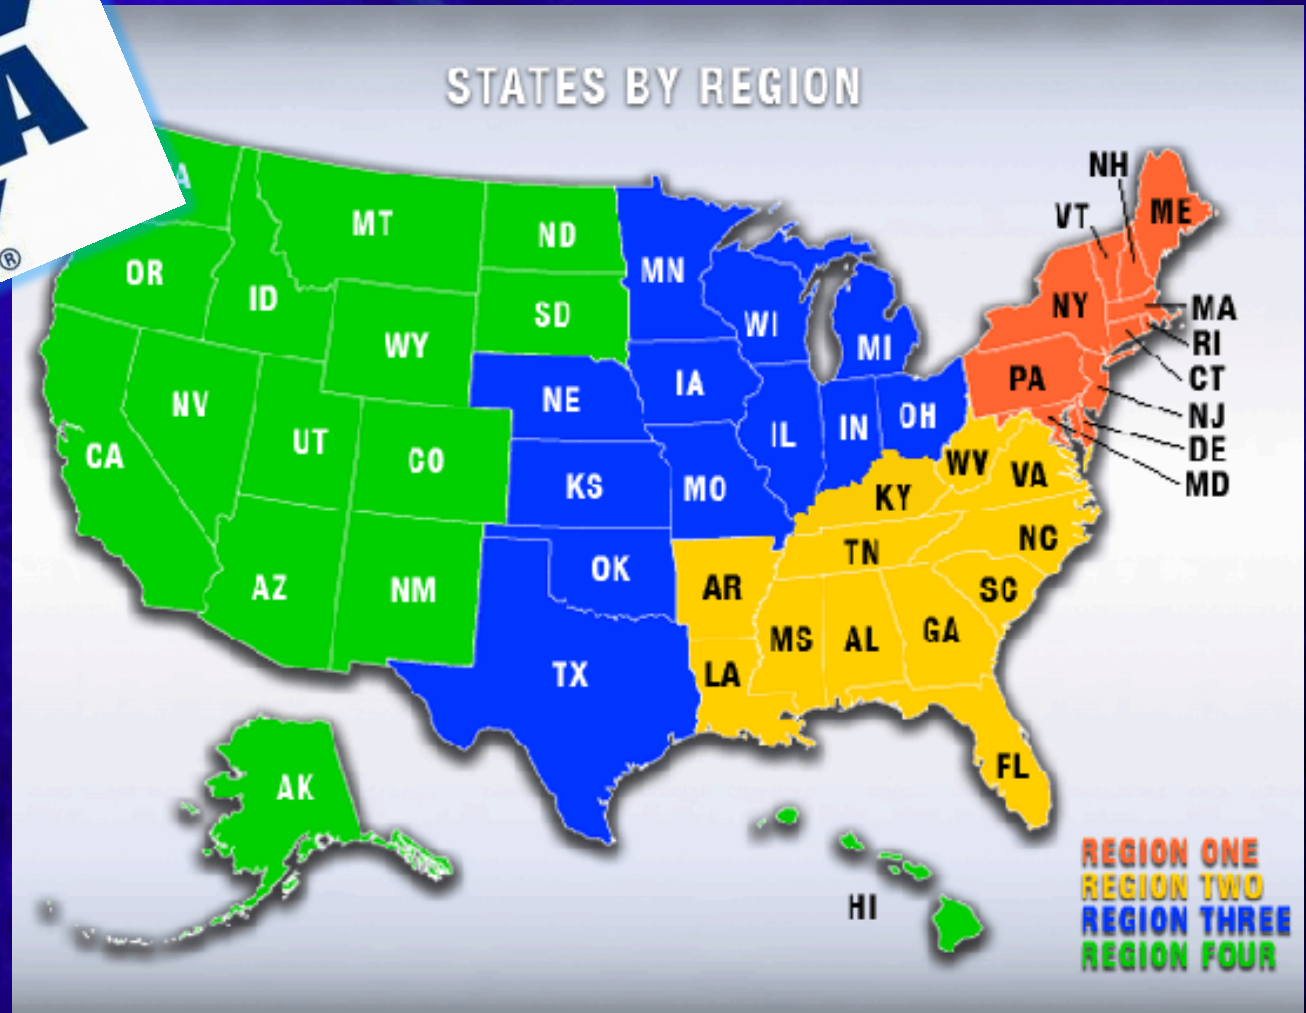 A
®
STATES BY REGION
NH
VT
ME
A
MT
ND
MN
OR
ID
SD
WI
MI
NY
MA
RI
WY
NE
IA
PA
CT
NV
IL
IN
OH
NJ
CA
UT
CO
KS
MO
WV
VA
DE
MD
KY
TN
NC
AZ
NM
OK
AR
SC
MS
AL
GA
TX
LA
FL
AK
HI
REGION ONE
REGION TWO
REGION THREE
REGION FOUR